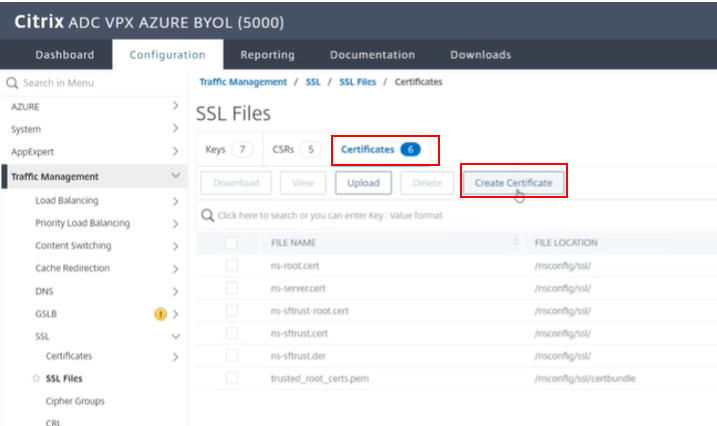 Citrix ADC VPX AZURE BYOL (5000)
Dashboard Configuration Reporting Documentation Downloads
Search in Menu
AZURE
System
AppExpert
Traffic Management
Load Balancing
Priority Load Balancing
Content Switching
Cache Redirection
DNS
GSLB
SSL
Certificates
SSL Files
Cipher Groups
CRL
Traffic Management / SSL / SSL Files / Certificates
SSL Files
Keys 7 CSRs 5 Certificates 6
Download View Upload Delete Create Certificate
Click here to search or you can enter Key : Value format
FILE NAME FILE LOCATION
ns-root.cert /nsconfig/ssl/
ns-server.cert /nsconfig/ssl/
ns-sftrust-root.cert /nsconfig/ssl/
ns-sftrust.cert /nsconfig/ssl/
ns-sftrust.der /nsconfig/ssl/
trusted_root_certs.pem /nsconfig/ssl/certbundle